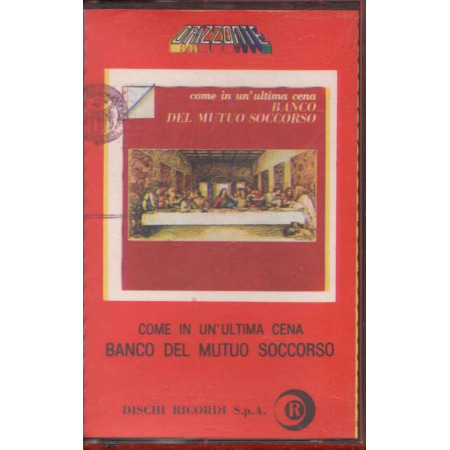 ORIZZONTE
come in un'ultima cena
BANCO
DEL MUTUO SOCCORSO
COME IN UN'ULTIMA CENA
BANCO DEL MUTUO SOCCORSO
DISCHI RICORDI S.p.A.
R